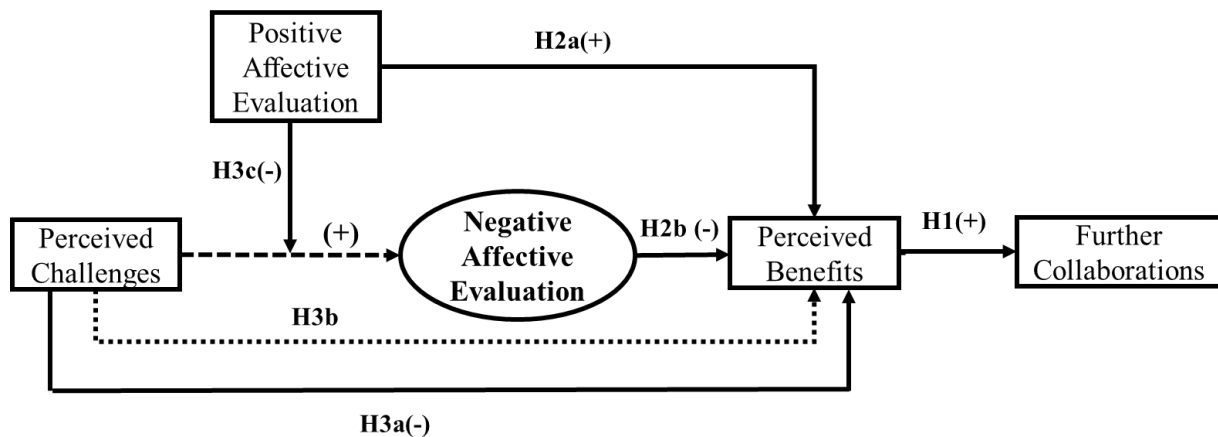 Positive
Affective
Evaluation
H2a(+)
H3c(-)
Perceived
Challenges
(+)
Negative
Affective
Evaluation
H2b (-)
Perceived
Benefits
H1(+)
Further
Collaborations
H3b
H3a(-)